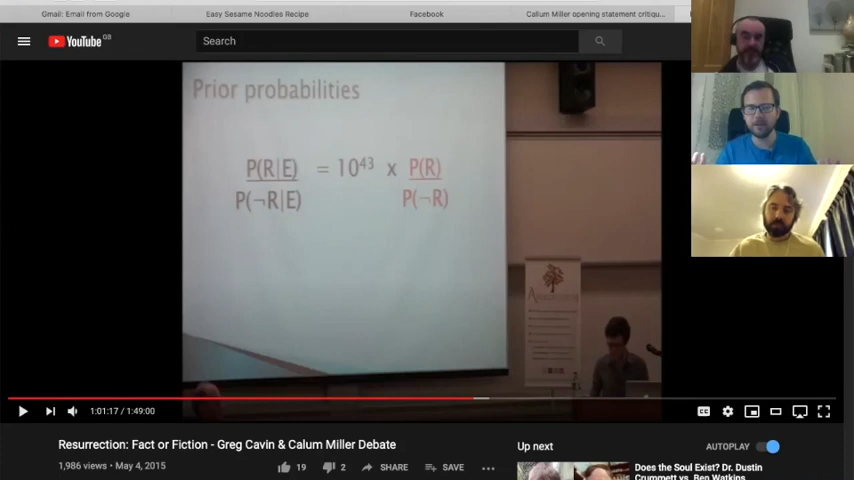 Gmail: Email from Google
Easy Sesame Noodles Recipe
Facebook
Callum Miller opening statement critiqu...
YouTube GB
Search
Prior probabilities
P(R|E) = 10⁴³ x P(R)
P(¬R|E) P(¬R)
1:01:17 / 1:49:00
CC
Resurrection: Fact or Fiction - Greg Cavin & Calum Miller Debate
Up next
AUTOPLAY
1,986 views • May 4, 2015
19
2
SHARE
SAVE
Does the Soul Exist? Dr. Dustin
Crummett vs. Ben Watkins